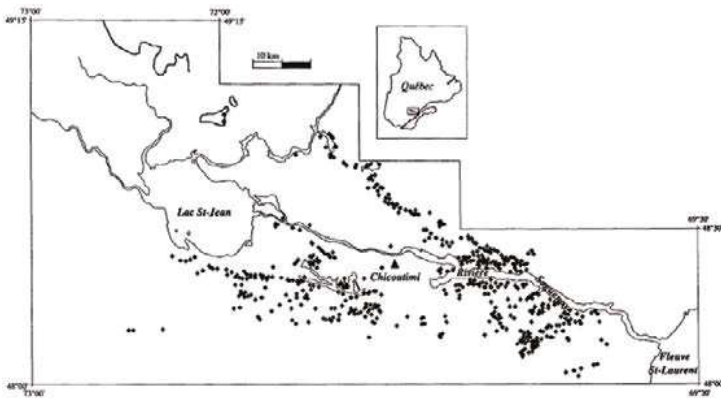 73°00'
49°15'
72°00'
49°15'
10 km
Québec
Lac St-Jean
69°30'
48°30'
Chicoutimi
Rivière
Fleuve
St-Laurent
48°00'
73°00'
48°00'
69°30'